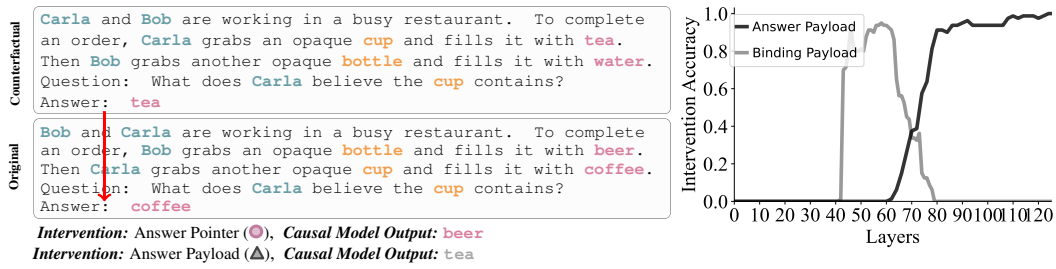 Counterfactual
Carla and Bob are working in a busy restaurant. To complete
an order, Carla grabs an opaque cup and fills it with tea.
Then Bob grabs another opaque bottle and fills it with water.
Question: What does Carla believe the cup contains?
Answer: tea
Original
Bob and Carla are working in a busy restaurant. To complete
an order, Bob grabs an opaque bottle and fills it with beer.
Then Carla grabs another opaque cup and fills it with coffee.
Question: What does Carla believe the cup contains?
Answer: coffee
Intervention: Answer Pointer (), Causal Model Output: beer
Intervention: Answer Payload (), Causal Model Output: tea
Intervention Accuracy
1.0
0.8
0.6
0.4
0.2
0.0
Answer Payload
Binding Payload
0 10 20 30 40 50 60 70 80 90 100 110 120
Layers